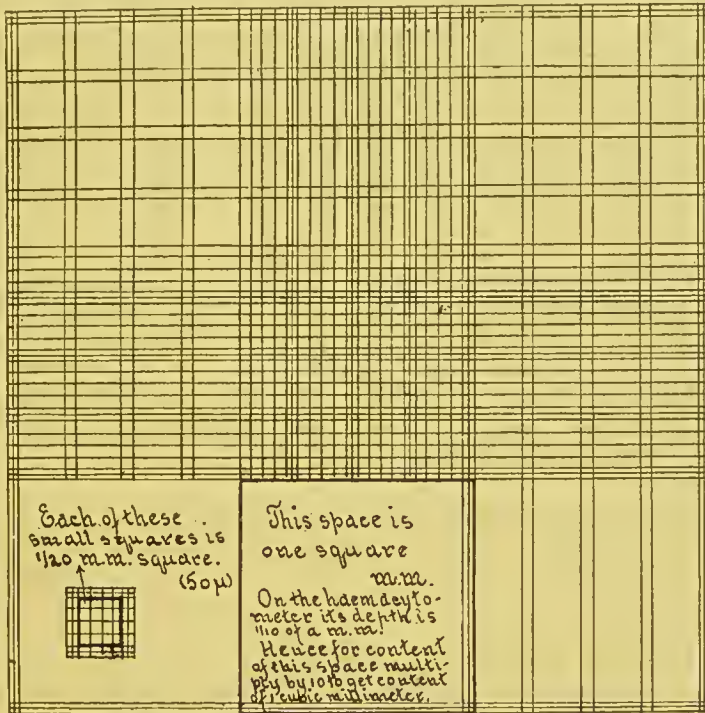 Each of these
small squares is
1/20 m.m. square.
(50μ)
This space is
one square
m.m.
On the haemacyto-
meter its depth is
1/10 of a m.m.
Hence for content
of this space multi-
ply by 10 to get content
of 1 cubic millimeter.